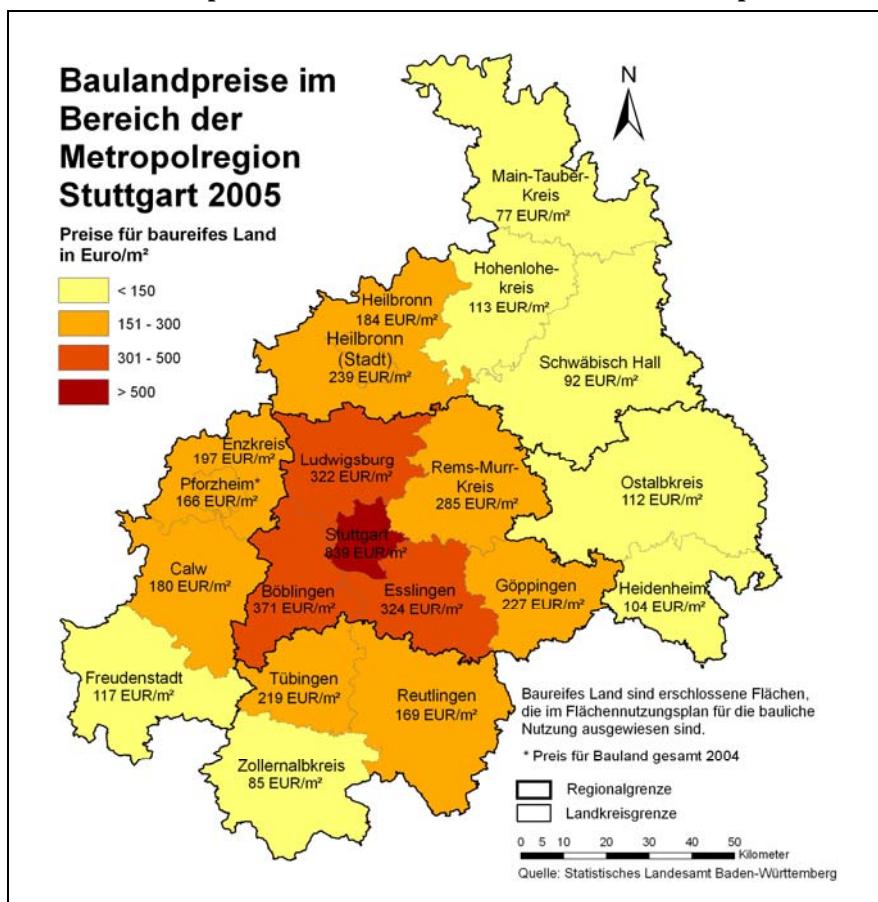 Baulandpreise im
Bereich der
Metropolregion
Stuttgart 2005
Preise für baureifes Land
in Euro/m²
< 150
151 - 300
301 - 500
> 500
N
Main-Tauber-
Kreis
77 EUR/m²
Hohenlohe-
kreis
113 EUR/m²
Heilbronn
184 EUR/m²
Heilbronn
(Stadt)
239 EUR/m²
Schwäbisch Hall
92 EUR/m²
Enzkreis
197 EUR/m²
Pforzheim*
166 EUR/m²
Ludwigsburg
322 EUR/m²
Rems-Murr-
Kreis
285 EUR/m²
Ostalbkreis
112 EUR/m²
Stuttgart
839 EUR/m²
Calw
180 EUR/m²
Böblingen
371 EUR/m²
Esslingen
324 EUR/m²
Göppingen
227 EUR/m²
Heidenheim
104 EUR/m²
Freudenstadt
117 EUR/m²
Tübingen
219 EUR/m²
Reutlingen
169 EUR/m²
Zollernalbkreis
85 EUR/m²
Baureifes Land sind erschlossene Flächen,
die im Flächennutzungsplan für die bauliche
Nutzung ausgewiesen sind.
* Preis für Bauland gesamt 2004
Regionalgrenze
Landkreisgrenze
0 5 10 20 30 40 50
Kilometer
Quelle: Statistisches Landesamt Baden-Württemberg